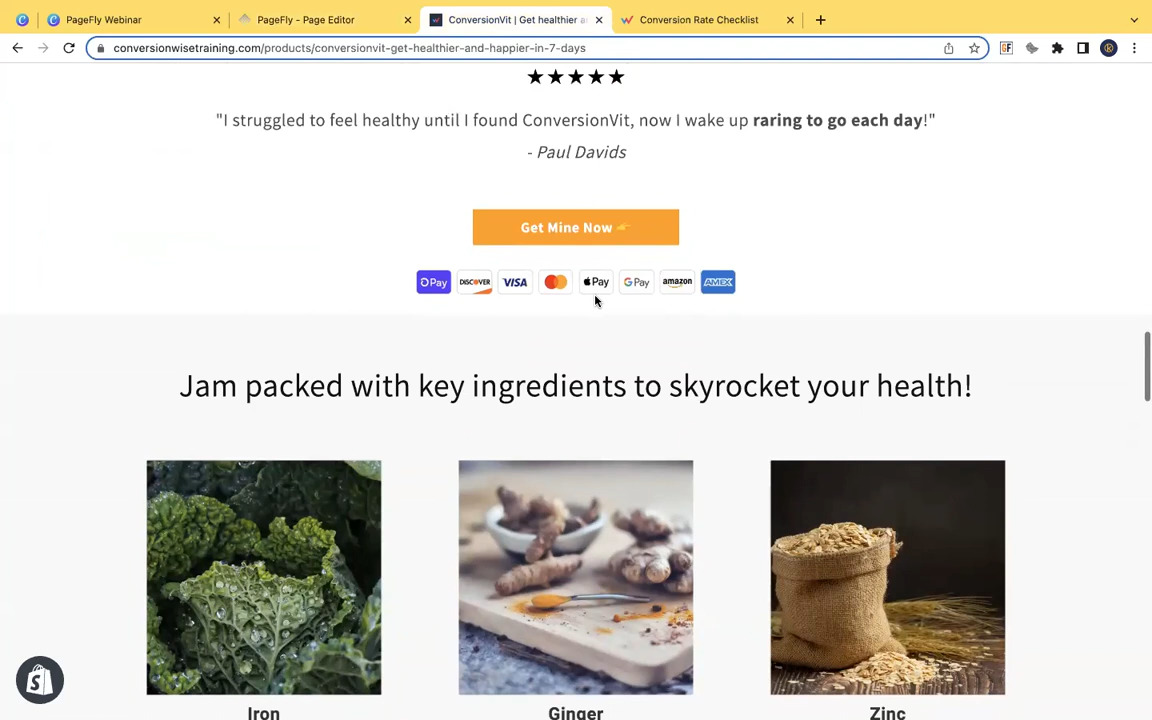 PageFly Webinar
PageFly - Page Editor
ConversionVit | Get healthier a
Conversion Rate Checklist
conversionwisetraining.com/products/conversionvit-get-healthier-and-happier-in-7-days
GF
★★★★★
"I struggled to feel healthy until I found ConversionVit, now I wake up raring to go each day!"
- Paul Davids
Get Mine Now 👉
Pay DISCOVER VISA Pay G Pay amazon AMEX
Jam packed with key ingredients to skyrocket your health!
Iron Ginger Zinc